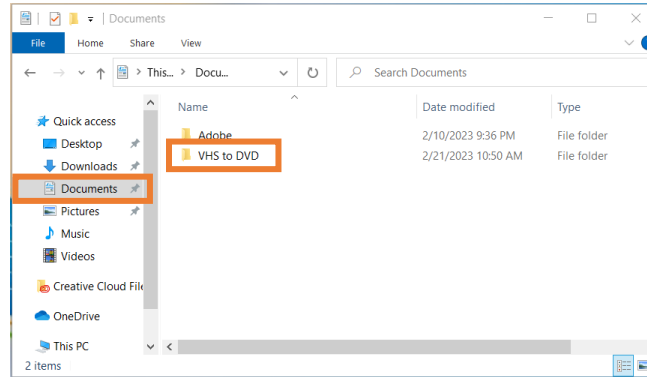 Documents
File Home Share View
This... Docu... Search Documents
Name Date modified Type
Quick access
Desktop
Downloads
Documents
Pictures
Music
Videos
Creative Cloud File
OneDrive
This PC
Adobe 2/10/2023 9:36 PM File folder
VHS to DVD 2/21/2023 10:50 AM File folder
2 items